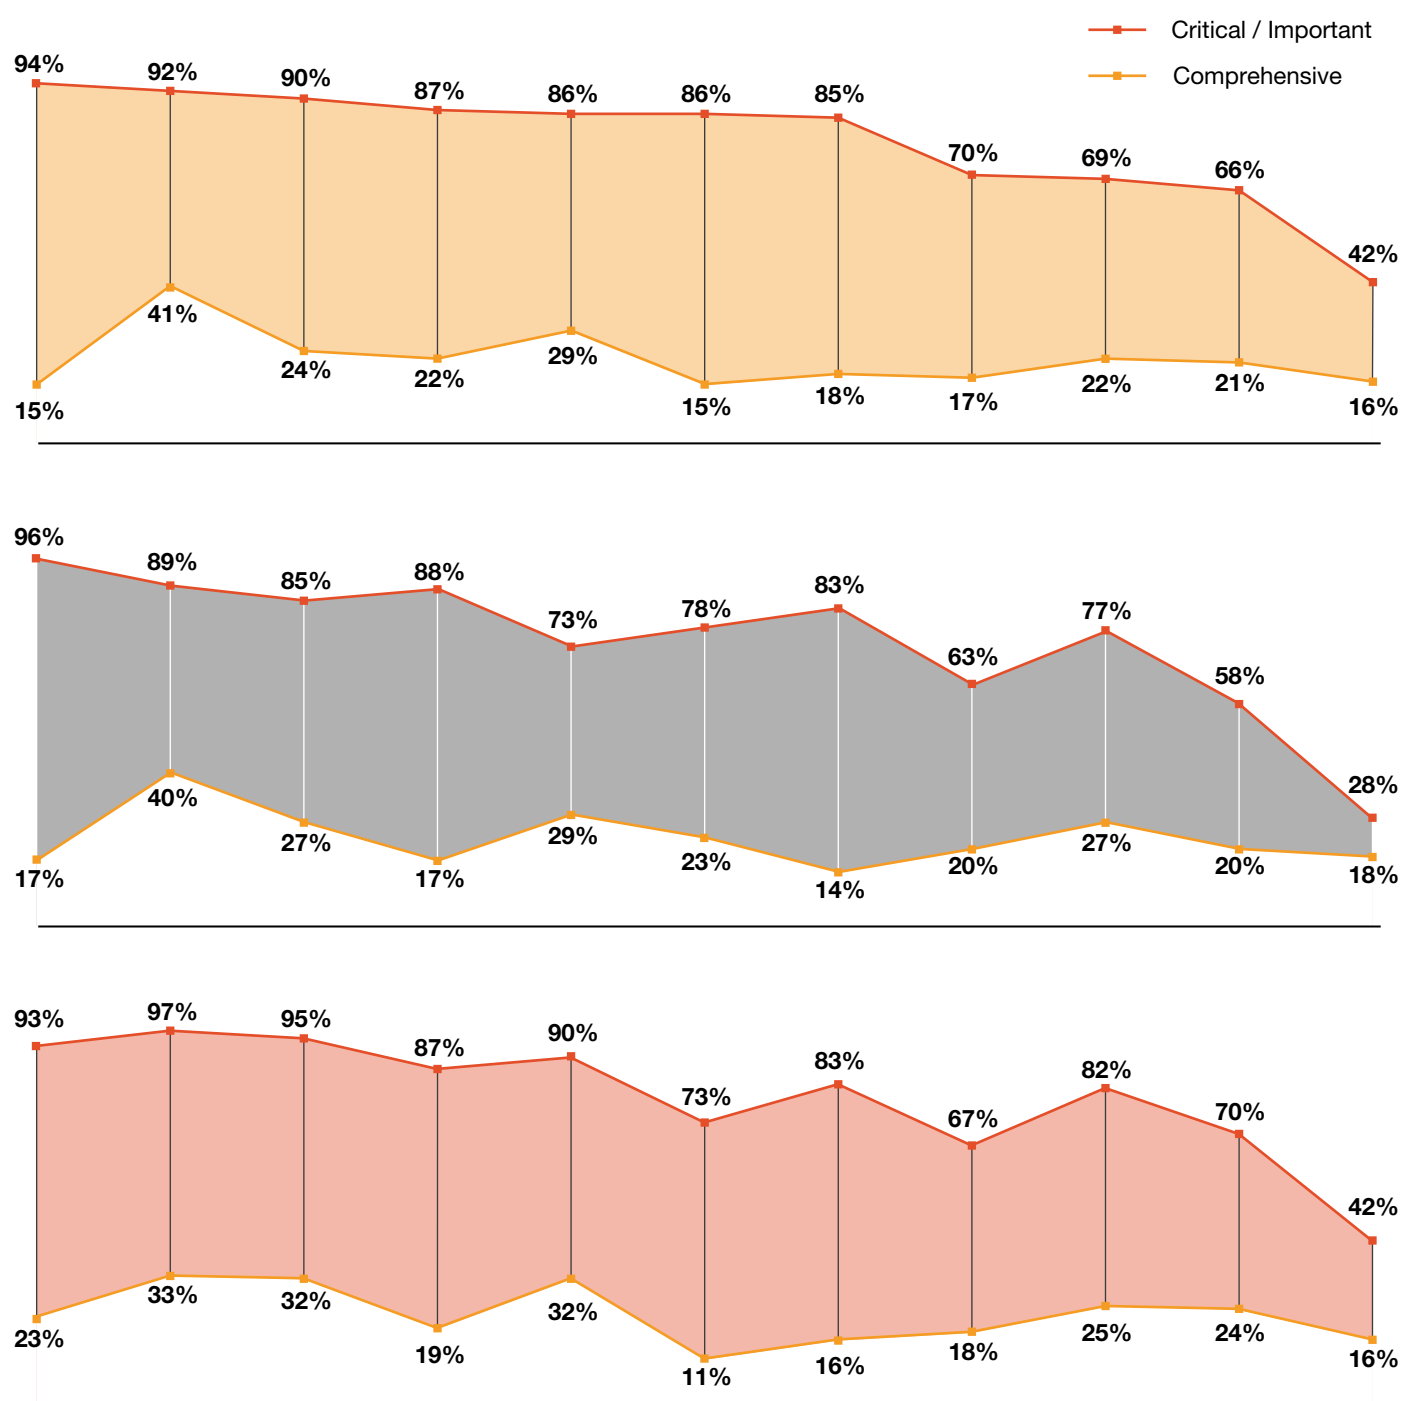 Critical / Important
Comprehensive
94% 92% 90% 87% 86% 86% 85% 70% 69% 66% 42%
15% 41% 24% 22% 29% 15% 18% 17% 22% 21% 16%
96% 89% 85% 88% 73% 78% 83% 63% 77% 58% 28%
17% 40% 27% 17% 29% 23% 14% 20% 27% 20% 18%
93% 97% 95% 87% 90% 73% 83% 67% 82% 70% 42%
23% 33% 32% 19% 32% 11% 16% 18% 25% 24% 16%